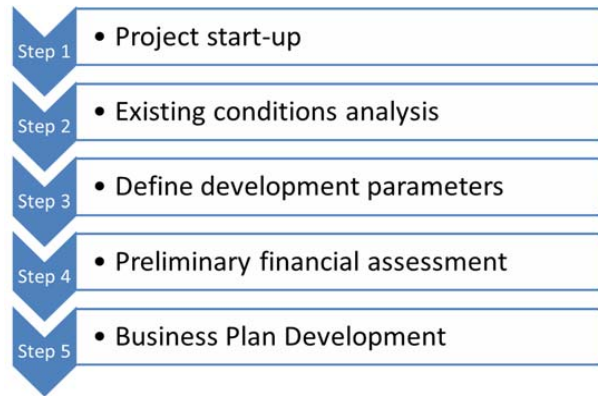 Step 1
• Project start-up
Step 2
• Existing conditions analysis
Step 3
• Define development parameters
Step 4
• Preliminary financial assessment
Step 5
• Business Plan Development